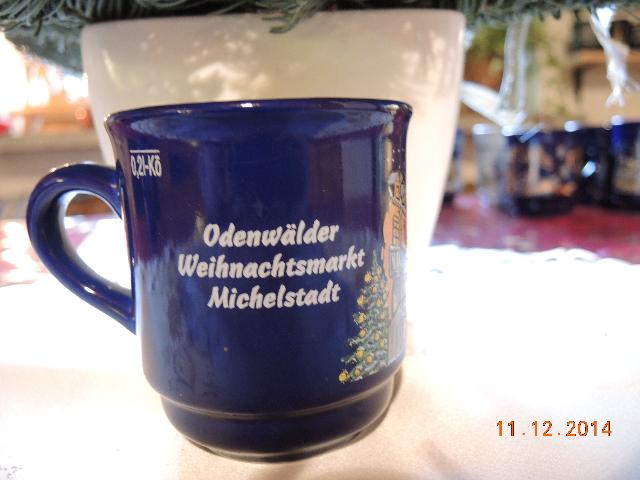 0,2l-Kö
Odenwälder
Weihnachtsmarkt
Michelstadt
11.12.2014